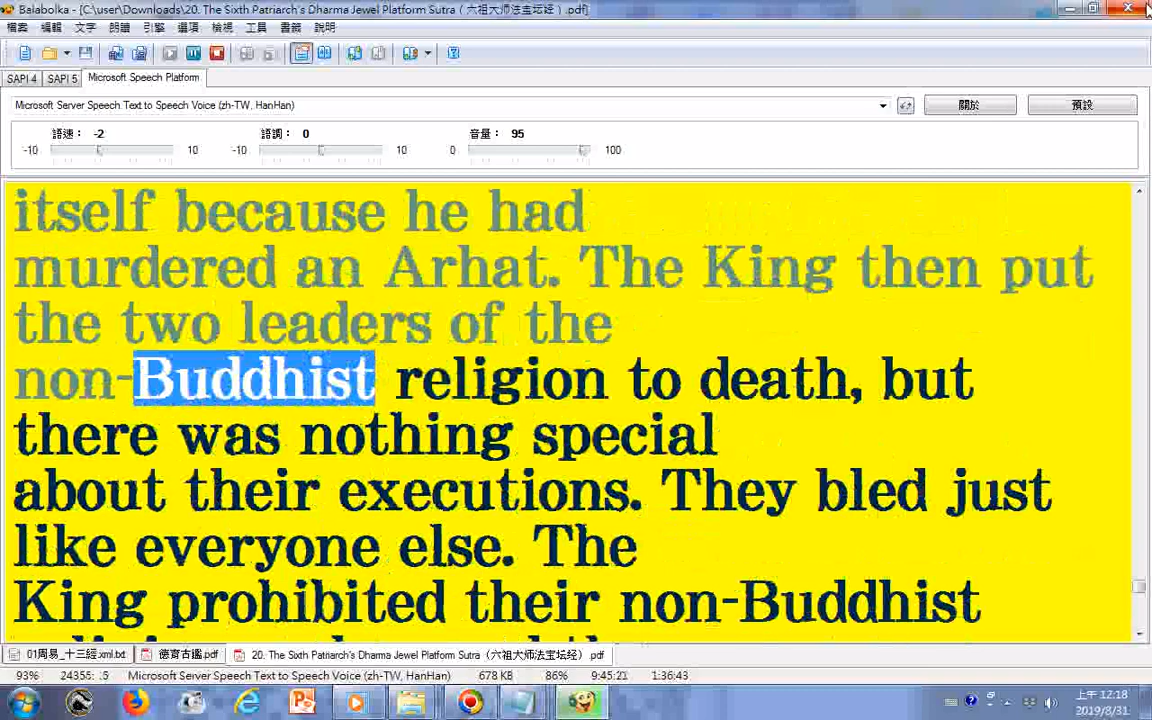 Balabolka - [C:\user\Downloads\20. The Sixth Patriarch's Dharma Jewel Platform Sutra（六祖大师法宝坛经）.pdf]
檔案 編輯 文字 朗讀 引擎 選項 檢視 工具 書籤 說明
SAPI 4 SAPI 5 Microsoft Speech Platform
Microsoft Server Speech Text to Speech Voice (zh-TW, HanHan) 關於 預設
語速： -2 語調： 0 音量： 95
-10 10 -10 10 0 100
itself because he had
murdered an Arhat. The King then put
the two leaders of the
non-Buddhist religion to death, but
there was nothing special
about their executions. They bled just
like everyone else. The
King prohibited their non-Buddhist
01周易_十三經.xml.txt 德育古鑑.pdf 20. The Sixth Patriarch's Dharma Jewel Platform Sutra（六祖大师法宝坛经）.pdf
93% 24355: :5 Microsoft Server Speech Text to Speech Voice (zh-TW, HanHan) 678 KB 86% 9:45:21 1:36:43
上午 12:18
2019/8/31